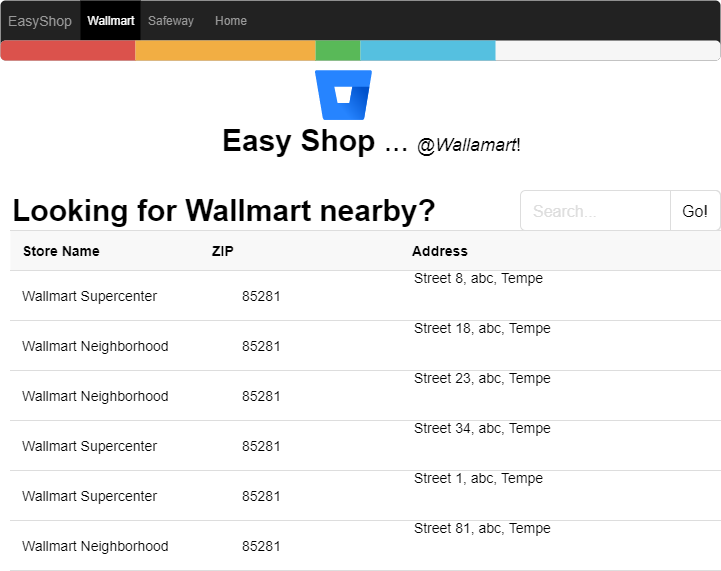 EasyShop Wallmart Safeway Home
Easy Shop ... @Wallamart!
Looking for Wallmart nearby? Search... Go!
Store Name ZIP Address
Wallmart Supercenter 85281 Street 8, abc, Tempe
Wallmart Neighborhood 85281 Street 18, abc, Tempe
Wallmart Neighborhood 85281 Street 23, abc, Tempe
Wallmart Supercenter 85281 Street 34, abc, Tempe
Wallmart Supercenter 85281 Street 1, abc, Tempe
Wallmart Neighborhood 85281 Street 81, abc, Tempe